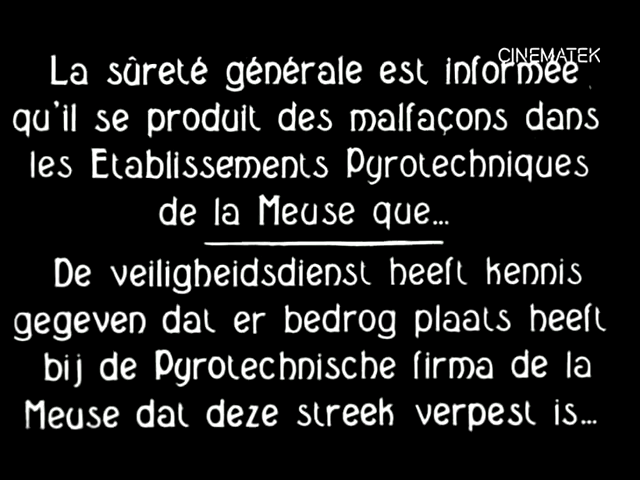 CINEMATEK
La sûreté générale est informée
qu'il se produit des malfaçons dans
les Etablissements Pyrotechniques
de la Meuse que...
De veiligheidsdienst heeft kennis
gegeven dat er bedrog plaats heeft
bij de Pyrotechnische firma de la
Meuse dat deze streek verpest is...